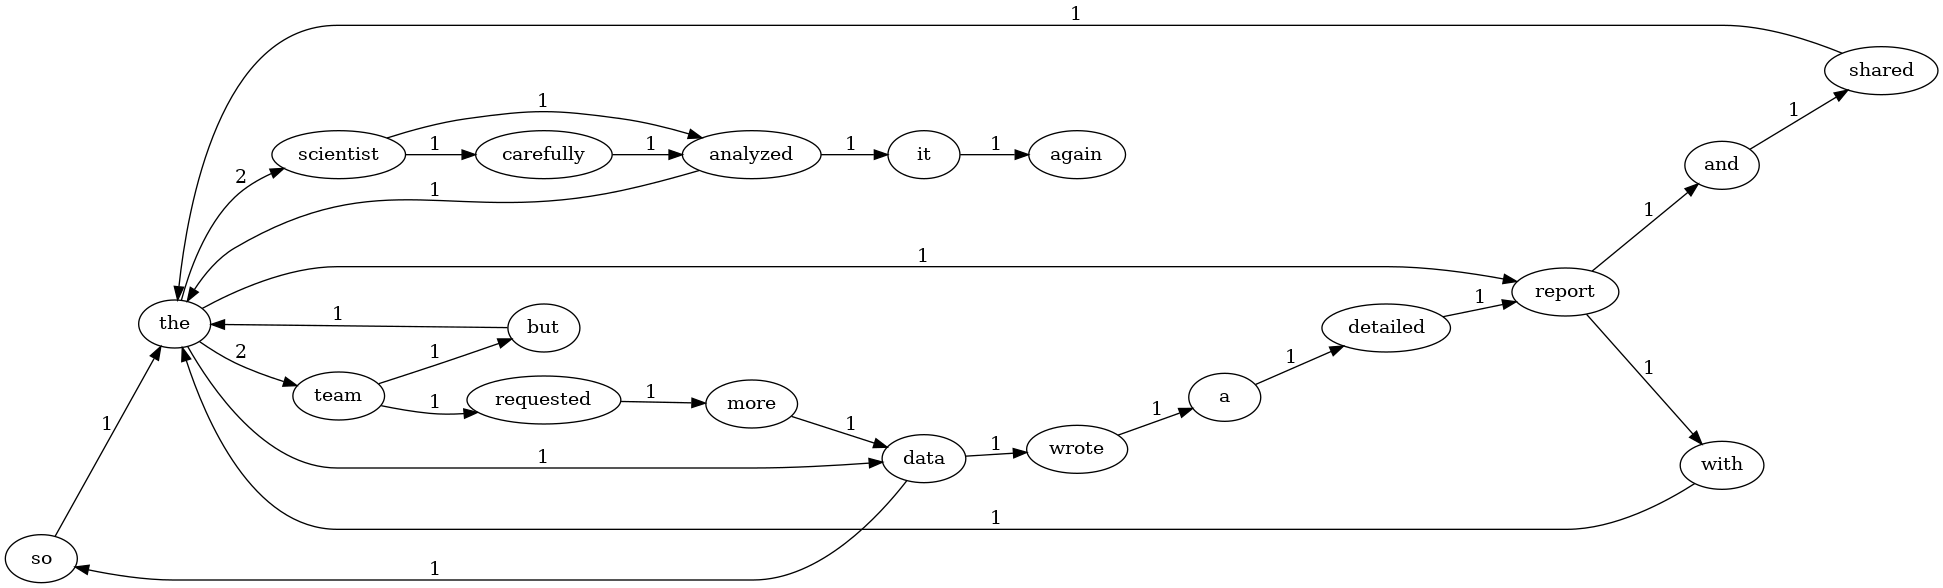 1
shared
1
and
1
scientist
1
carefully
1
analyzed
1
it
1
again
2
1
1
1
report
the
1
but
1
detailed
1
2
team
1
1
requested
1
more
1
a
1
1
data
1
wrote
1
1
with
1
so
1
1